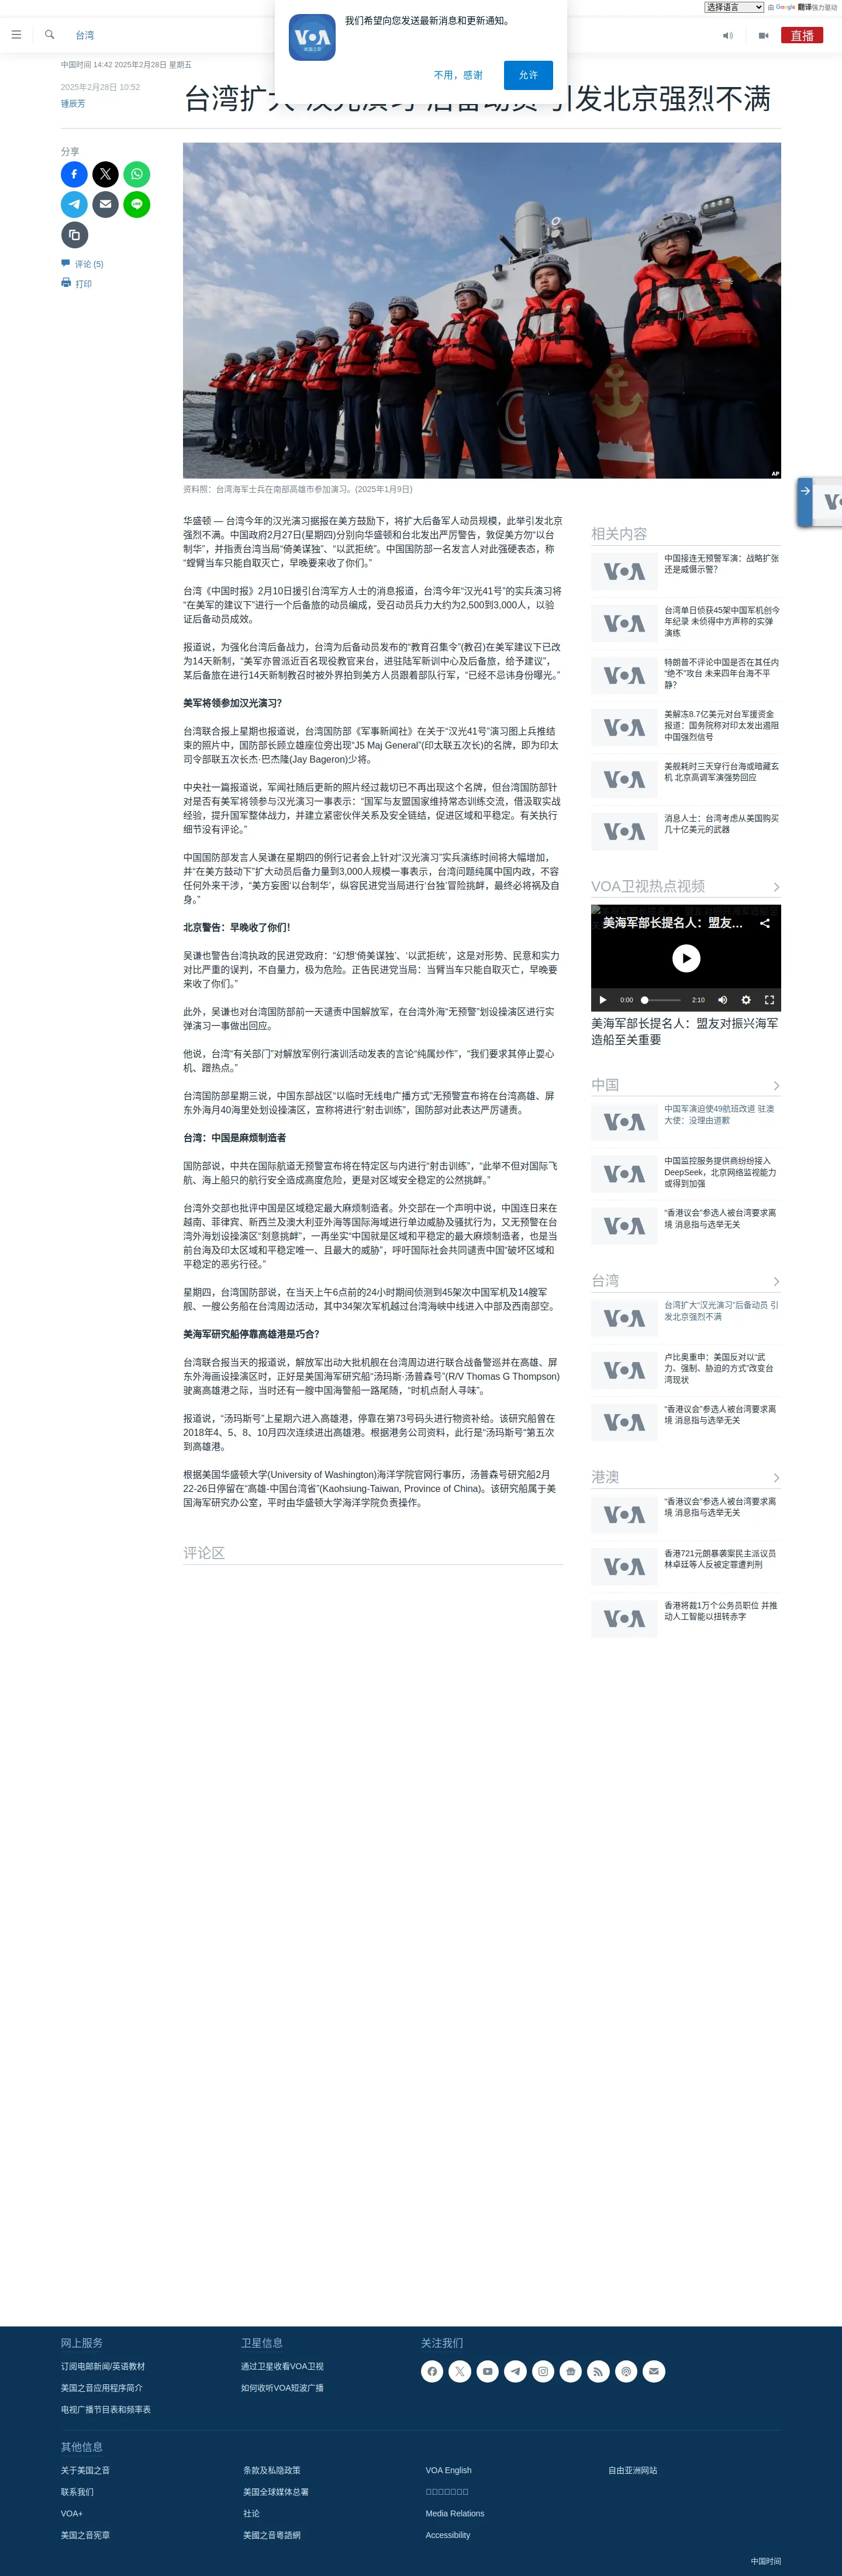 选择语言 由 Google 翻译强力驱动
我们希望向您发送最新消息和更新通知。
VOA
美国之音
不用，感谢
允许
台湾
直播
中国时间 14:42 2025年2月28日 星期五
2025年2月28日 10:52
锺辰芳
引发北京强烈不满
分享
评论 (5)
打印
AP
资料照：台湾海军士兵在南部高雄市参加演习。(2025年1月9日)
华盛顿 — 台湾今年的汉光演习据报在美方鼓励下，将扩大后备军人动员规模，此举引发北京
强烈不满。中国政府2月27日(星期四)分别向华盛顿和台北发出严厉警告，敦促美方勿“以台
制华”，并指责台湾当局“倚美谋独”、“以武拒统”。中国国防部一名发言人对此强硬表态，称
“螳臂当车只能自取灭亡，早晚要来收了你们。”
台湾《中国时报》2月10日援引台湾军方人士的消息报道，台湾今年“汉光41号”的实兵演习将
“在美军的建议下”进行一个后备旅的动员编成，受召动员兵力大约为2,500到3,000人，以验
证后备动员成效。
报道说，为强化台湾后备战力，台湾为后备动员发布的“教育召集令”(教召)在美军建议下已改
为14天新制，“美军亦曾派近百名现役教官来台，进驻陆军新训中心及后备旅，给予建议”，
某后备旅在进行14天新制教召时被外界拍到美方人员跟着部队行军，“已经不忌讳身份曝光。”
美军将领参加汉光演习？
台湾联合报上星期也报道说，台湾国防部《军事新闻社》在关于“汉光41号”演习图上兵推结
束的照片中，国防部长顾立雄座位旁出现“J5 Maj General”(印太联五次长)的名牌，即为印太
司令部联五次长杰·巴杰隆(Jay Bageron)少将。
中央社一篇报道说，军闻社随后更新的照片经过裁切已不再出现这个名牌，但台湾国防部针
对是否有美军将领参与汉光演习一事表示：“国军与友盟国家维持常态训练交流，借汲取实战
经验，提升国军整体战力，并建立紧密伙伴关系及安全链结，促进区域和平稳定。有关执行
细节没有评论。”
中国国防部发言人吴谦在星期四的例行记者会上针对“汉光演习”实兵演练时间将大幅增加，
并“在美方鼓动下”扩大动员后备力量到3,000人规模一事表示，台湾问题纯属中国内政，不容
任何外来干涉，“美方妄图‘以台制华’，纵容民进党当局进行‘台独’冒险挑衅，最终必将祸及自
身。”
北京警告：早晚收了你们！
吴谦也警告台湾执政的民进党政府：“幻想‘倚美谋独’、‘以武拒统’，这是对形势、民意和实力
对比严重的误判，不自量力，极为危险。正告民进党当局：当臂当车只能自取灭亡，早晚要
来收了你们。”
此外，吴谦也对台湾国防部前一天谴责中国解放军，在台湾外海“无预警”划设操演区进行实
弹演习一事做出回应。
他说，台湾“有关部门”对解放军例行演训活动发表的言论“纯属炒作”，“我们要求其停止耍心
机、蹭热点。”
台湾国防部星期三说，中国东部战区“以临时无线电广播方式”无预警宣布将在台湾高雄、屏
东外海月40海里处划设操演区，宣称将进行“射击训练”，国防部对此表达严厉谴责。
台湾：中国是麻烦制造者
国防部说，中共在国际航道无预警宣布将在特定区与内进行“射击训练”，“此举不但对国际飞
航、海上船只的航行安全造成高度危险，更是对区域安全稳定的公然挑衅。”
台湾外交部也批评中国是区域稳定最大麻烦制造者。外交部在一个声明中说，中国连日来在
越南、菲律宾、新西兰及澳大利亚外海等国际海域进行单边威胁及骚扰行为，又无预警在台
湾外海划设操演区“刻意挑衅”，一再坐实“中国就是区域和平稳定的最大麻烦制造者，也是当
前台海及印太区域和平稳定唯一、且最大的威胁”，呼吁国际社会共同谴责中国“破坏区域和
平稳定的恶劣行径。”
星期四，台湾国防部说，在当天上午6点前的24小时期间侦测到45架次中国军机及14艘军
舰、一艘公务船在台湾周边活动，其中34架次军机越过台湾海峡中线进入中部及西南部空。
美海军研究船停靠高雄港是巧合？
台湾联合报当天的报道说，解放军出动大批机舰在台湾周边进行联合战备警巡并在高雄、屏
东外海画设操演区时，正好是美国海军研究船“汤玛斯·汤普森号”(R/V Thomas G Thompson)
驶离高雄港之际，当时还有一艘中国海警船一路尾随，“时机点耐人寻味”。
报道说，“汤玛斯号”上星期六进入高雄港，停靠在第73号码头进行物资补给。该研究船曾在
2018年4、5、8、10月四次连续进出高雄港。根据港务公司资料，此行是“汤玛斯号“第五次
到高雄港。
根据美国华盛顿大学(University of Washington)海洋学院官网行事历，汤普森号研究船2月
22-26日停留在“高雄-中国台湾省”(Kaohsiung-Taiwan, Province of China)。该研究船属于美
国海军研究办公室，平时由华盛顿大学海洋学院负责操作。
评论区
相关内容
中国接连无预警军演：战略扩张还是威慑示警？
台湾单日侦获45架中国军机创今年纪录 未侦得中方声称的实弹演练
特朗普不评论中国是否在其任内“绝不”攻台 未来四年台海不平静？
美解冻8.7亿美元对台军援资金 报道：国务院称对印太发出遏阻中国强烈信号
美舰耗时三天穿行台海或暗藏玄机 北京高调军演强势回应
消息人士：台湾考虑从美国购买几十亿美元的武器
VOA卫视热点视频
美海军部长提名人：盟友...
0:00 2:10
美海军部长提名人：盟友对振兴海军造船至关重要
中国
中国军演迫使49航班改道 驻澳大使：没理由道歉
中国监控服务提供商纷纷接入DeepSeek，北京网络监视能力或得到加强
“香港议会”参选人被台湾要求离境 消息指与选举无关
台湾
台湾扩大“汉光演习”后备动员 引发北京强烈不满
卢比奥重申：美国反对以“武力、强制、胁迫的方式”改变台湾现状
“香港议会”参选人被台湾要求离境 消息指与选举无关
港澳
“香港议会”参选人被台湾要求离境 消息指与选举无关
香港721元朗暴袭案民主派议员林卓廷等人反被定罪遭判刑
香港将裁1万个公务员职位 并推动人工智能以扭转赤字
网上服务
订阅电邮新闻/英语教材
美国之音应用程序简介
电视广播节目表和频率表
卫星信息
通过卫星收看VOA卫视
如何收听VOA短波广播
关注我们
其他信息
关于美国之音
联系我们
VOA+
美国之音宪章
条款及私隐政策
美国全球媒体总署
社论
美國之音粵語網
VOA English
Media Relations
Accessibility
自由亚洲网站
中国时间